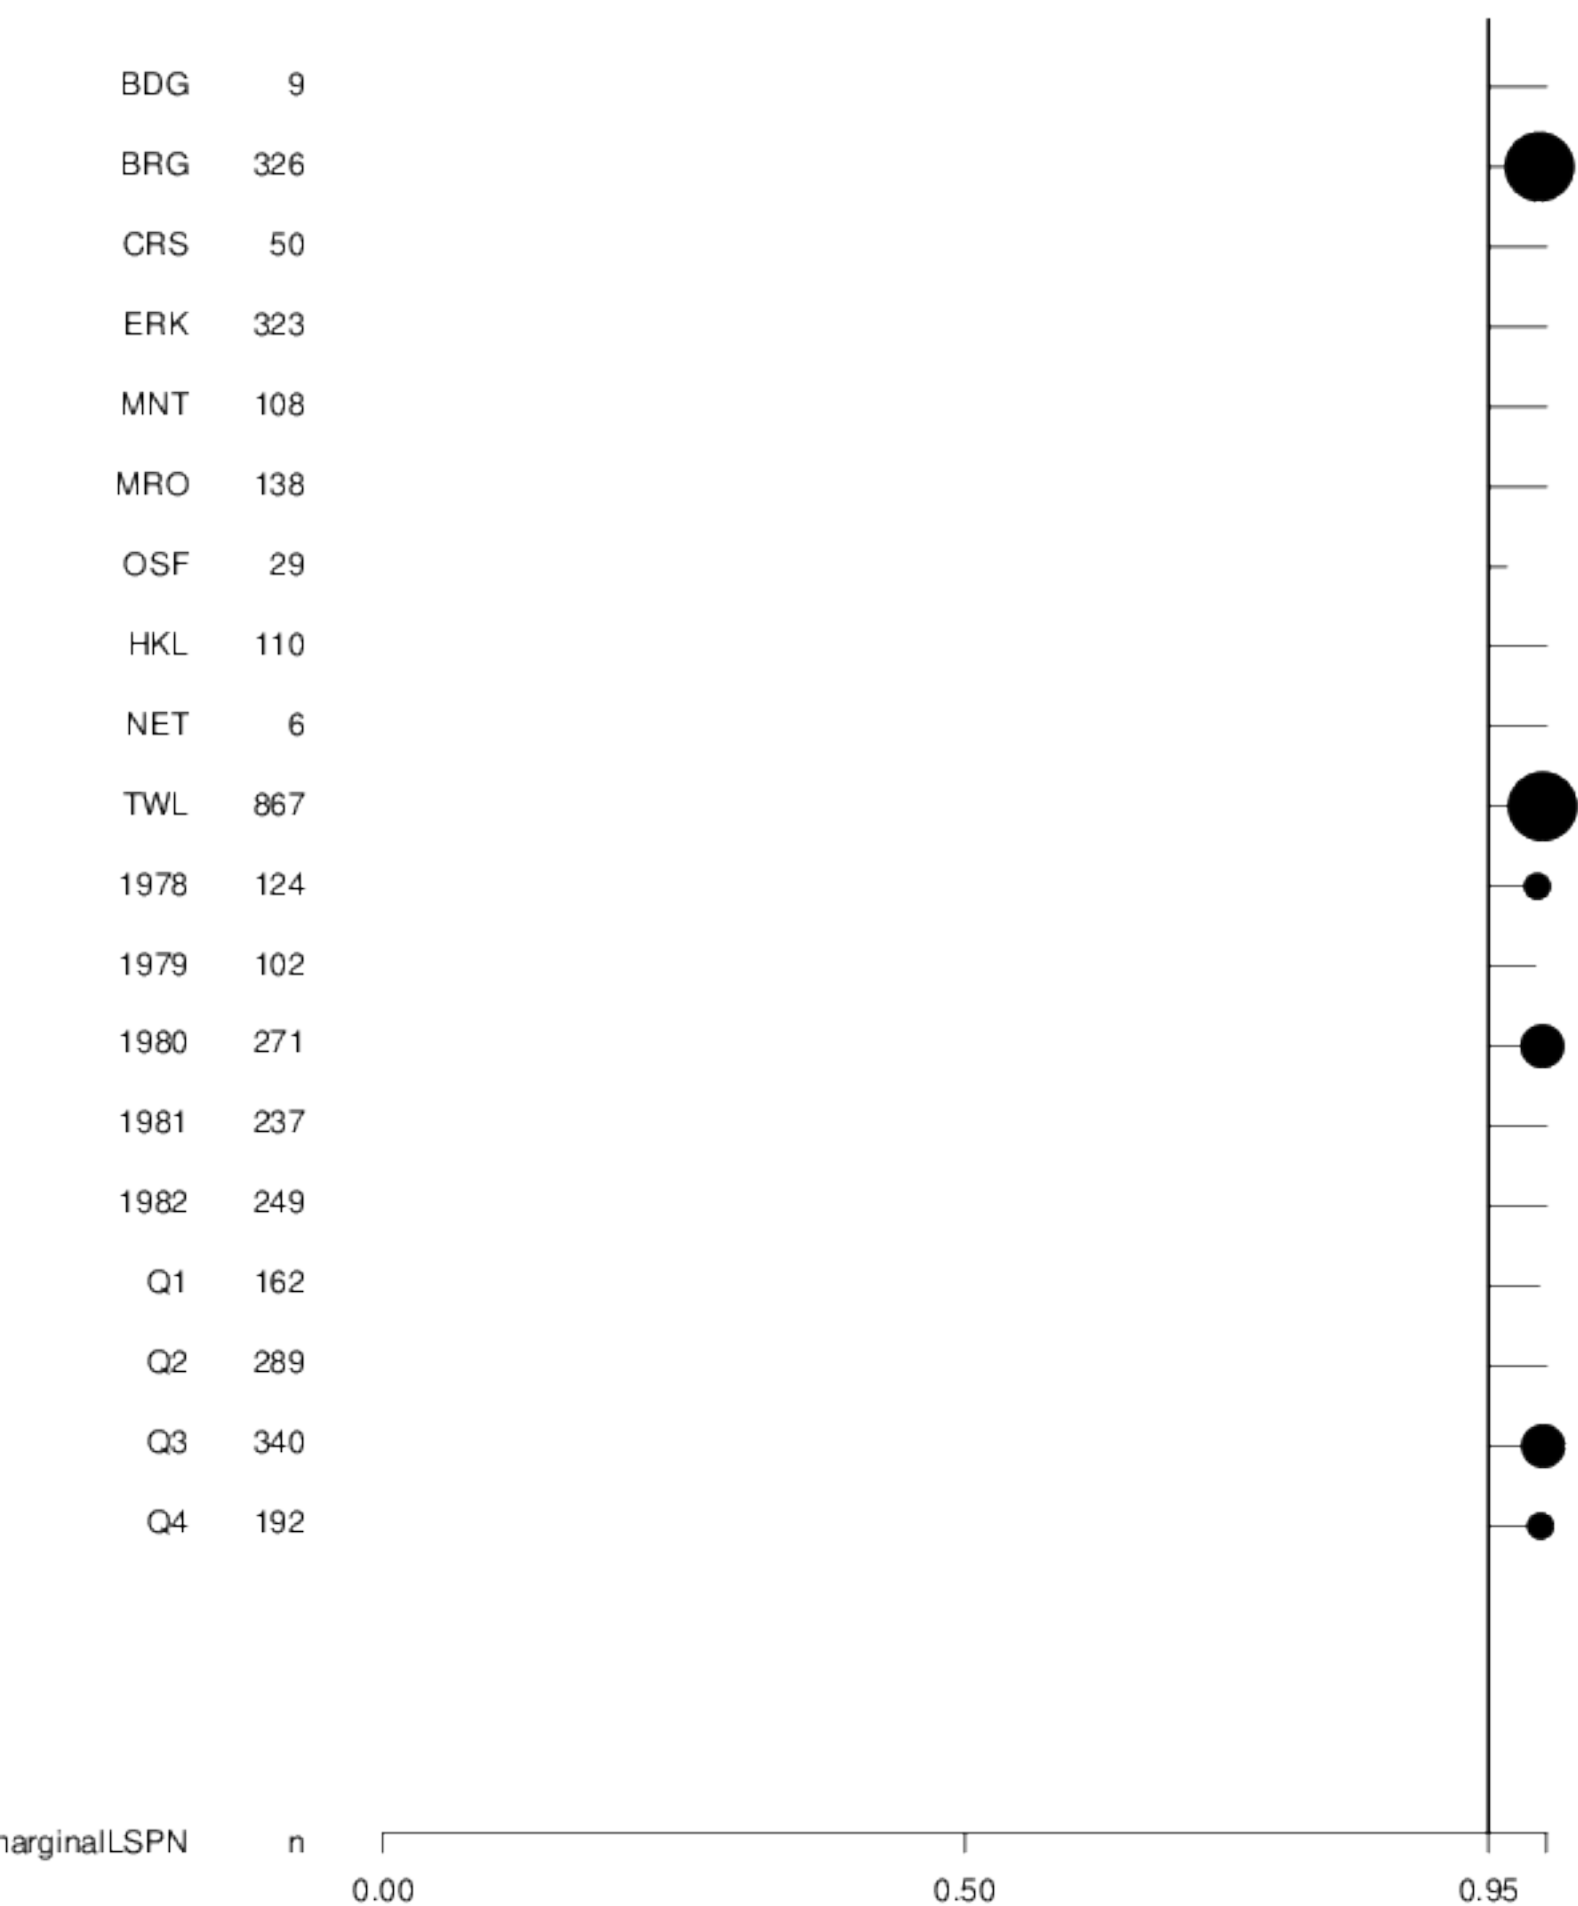 BDG 9
BRG 326
CRS 50
ERK 323
MNT 108
MRO 138
OSF 29
HKL 110
NET 6
TWL 867
1978 124
1979 102
1980 271
1981 237
1982 249
Q1 162
Q2 289
Q3 340
Q4 192
arginalLSPN n
0.00 0.50 0.95